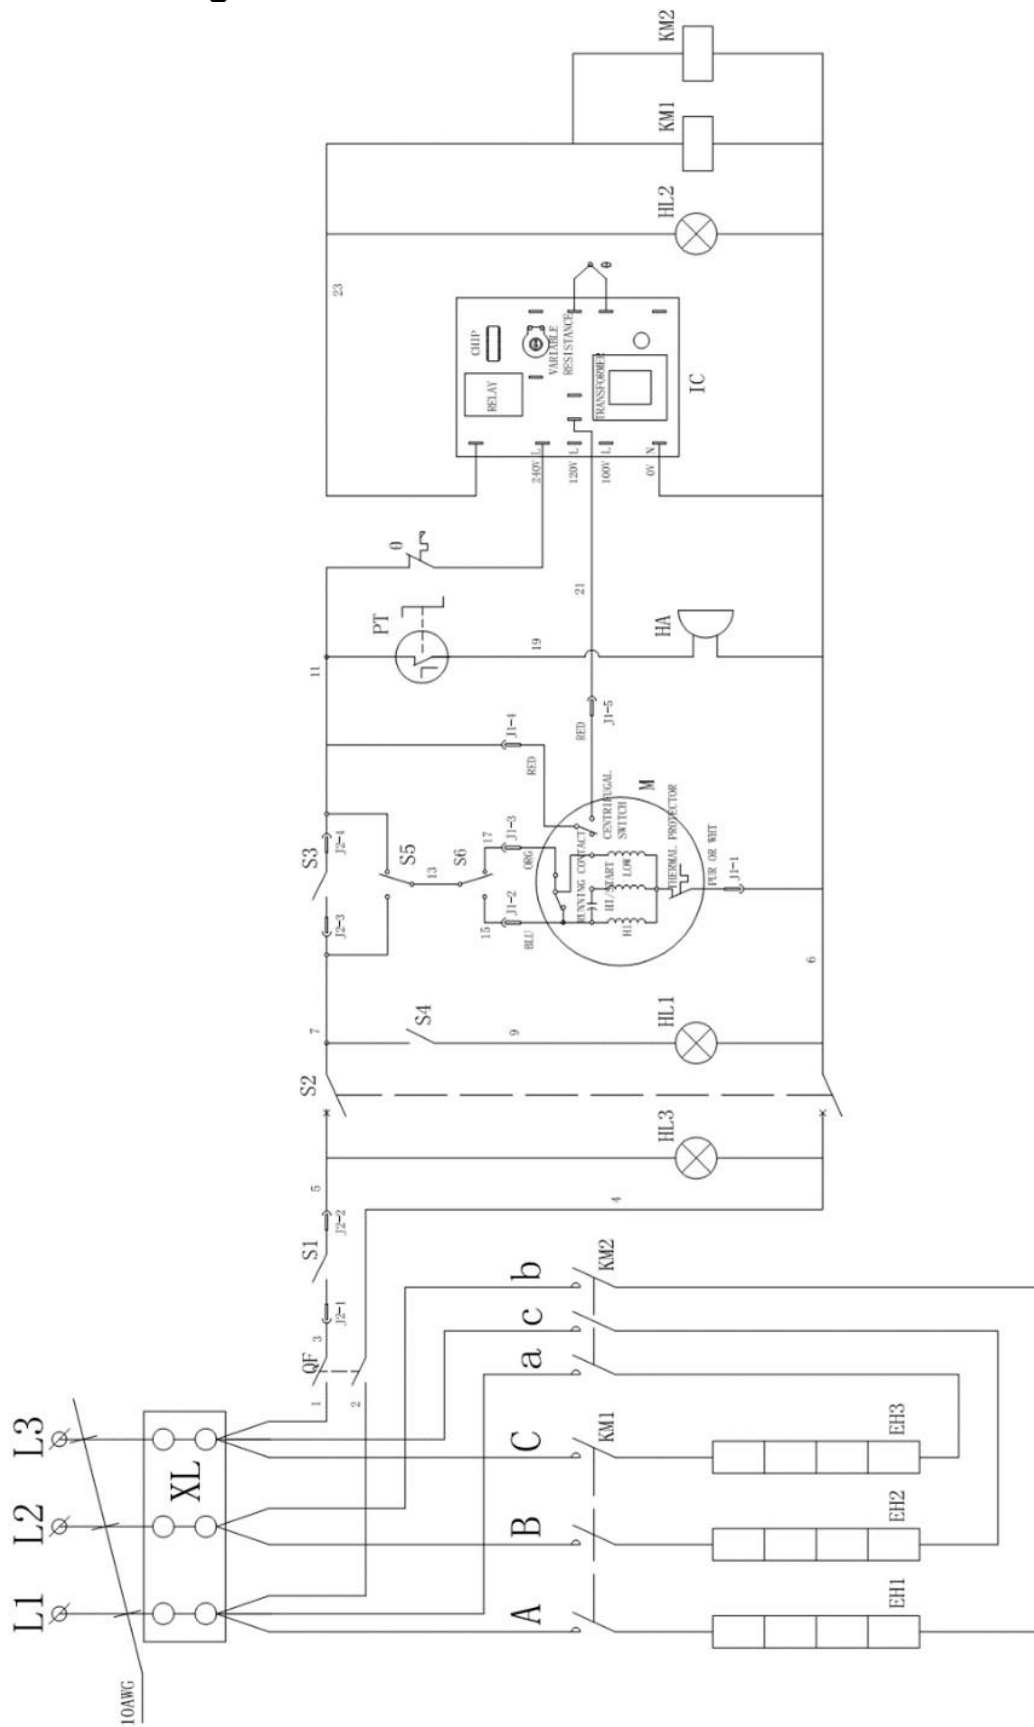 L1
L2
L3
10AWG
XL
1
2
QF
3
J2-1
S1
J2-2
5
4
A
B
C
a
c
b
KM1
KM2
EH1
EH2
EH3
HL3
S2
7
S4
9
HL1
6
J2-3
S3
J2-4
S5
13
S6
15
17
J1-2
J1-3
BLU
ORG
RUNNING CONTACT
HI/START
HI
LOW
CENTRIFUGAL
SWITCH
THERMAL PROTECTOR
M
PUR OR WHT
J1-1
J1-4
RED
RED
J1-5
11
PT
θ
19
21
HA
240V L
120V L
100V L
0V N
RELAY
CHIP
VARIABLE
RESISTANCE
TRANSFORMER
IC
θ
23
HL2
KM1
KM2